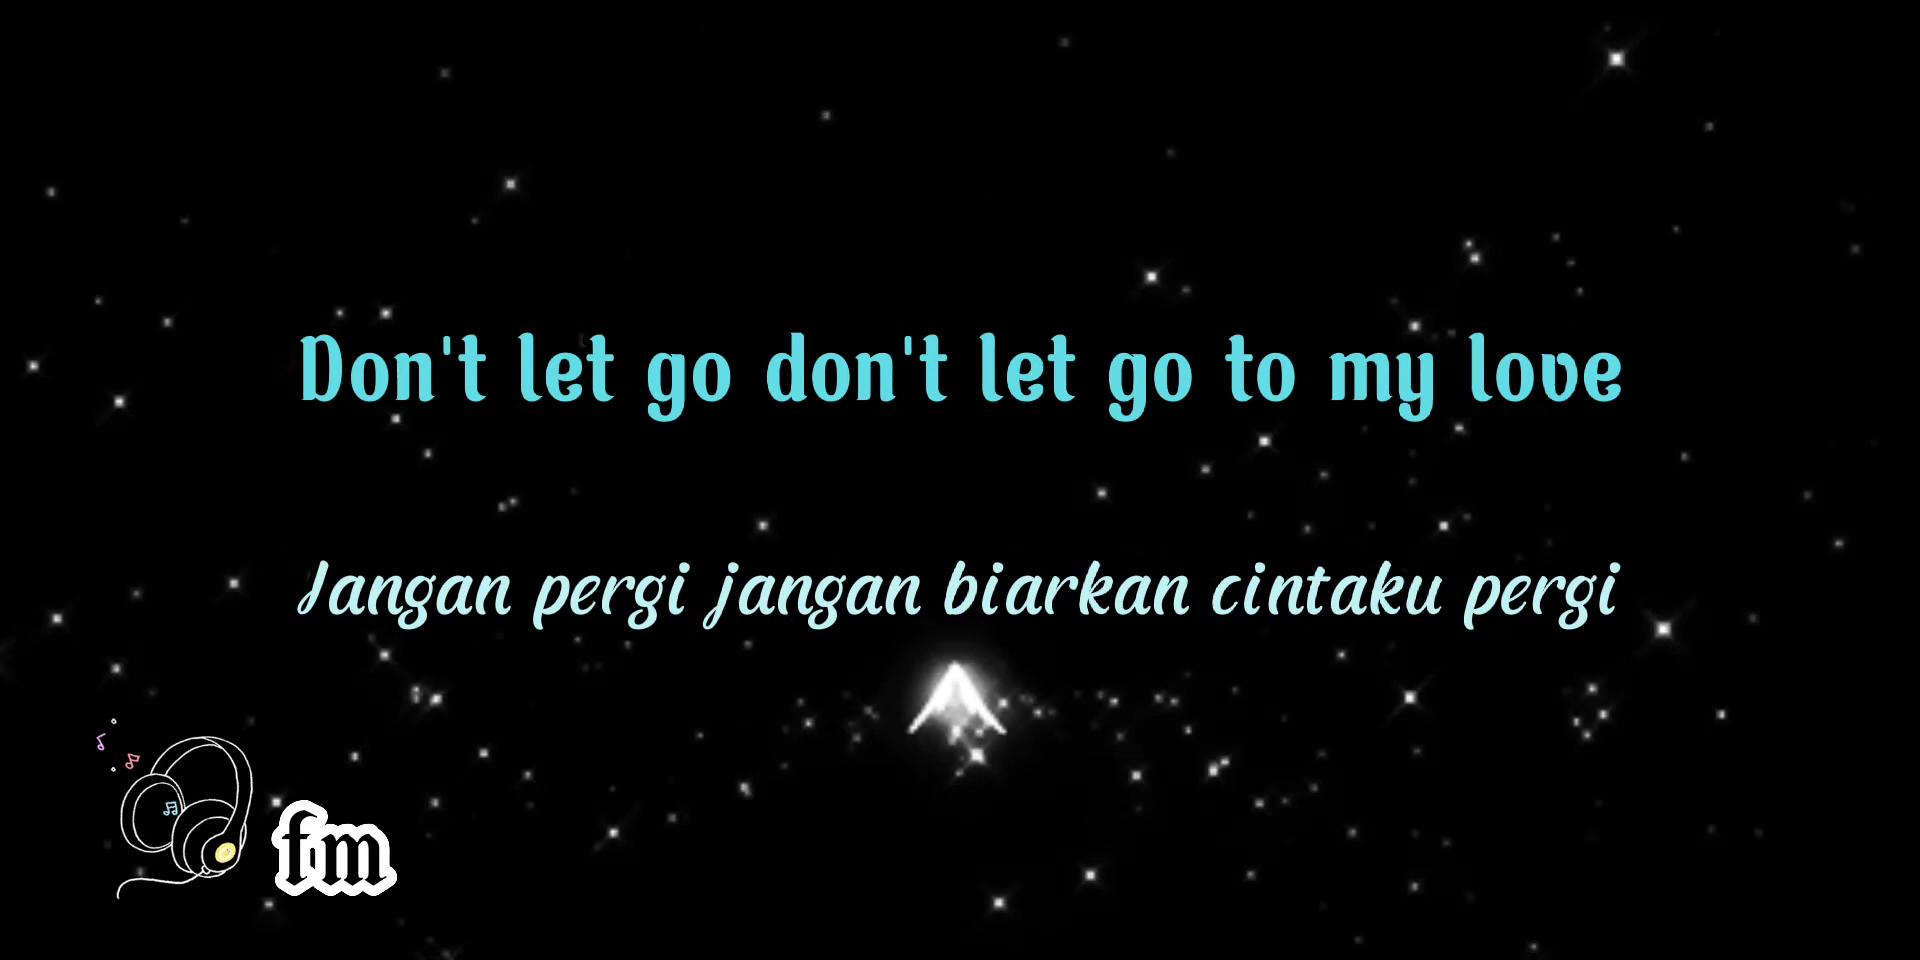 Don't let go don't let go to my love
Jangan pergi jangan biarkan cintaku pergi
fm